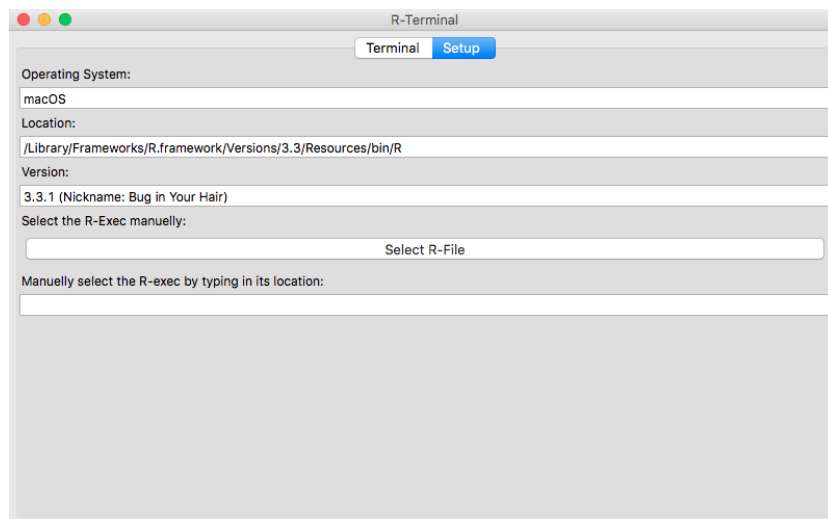 R-Terminal
Terminal Setup
Operating System:
macOS
Location:
/Library/Frameworks/R.framework/Versions/3.3/Resources/bin/R
Version:
3.3.1 (Nickname: Bug in Your Hair)
Select the R-Exec manuelly:
Select R-File
Manuelly select the R-exec by typing in its location: